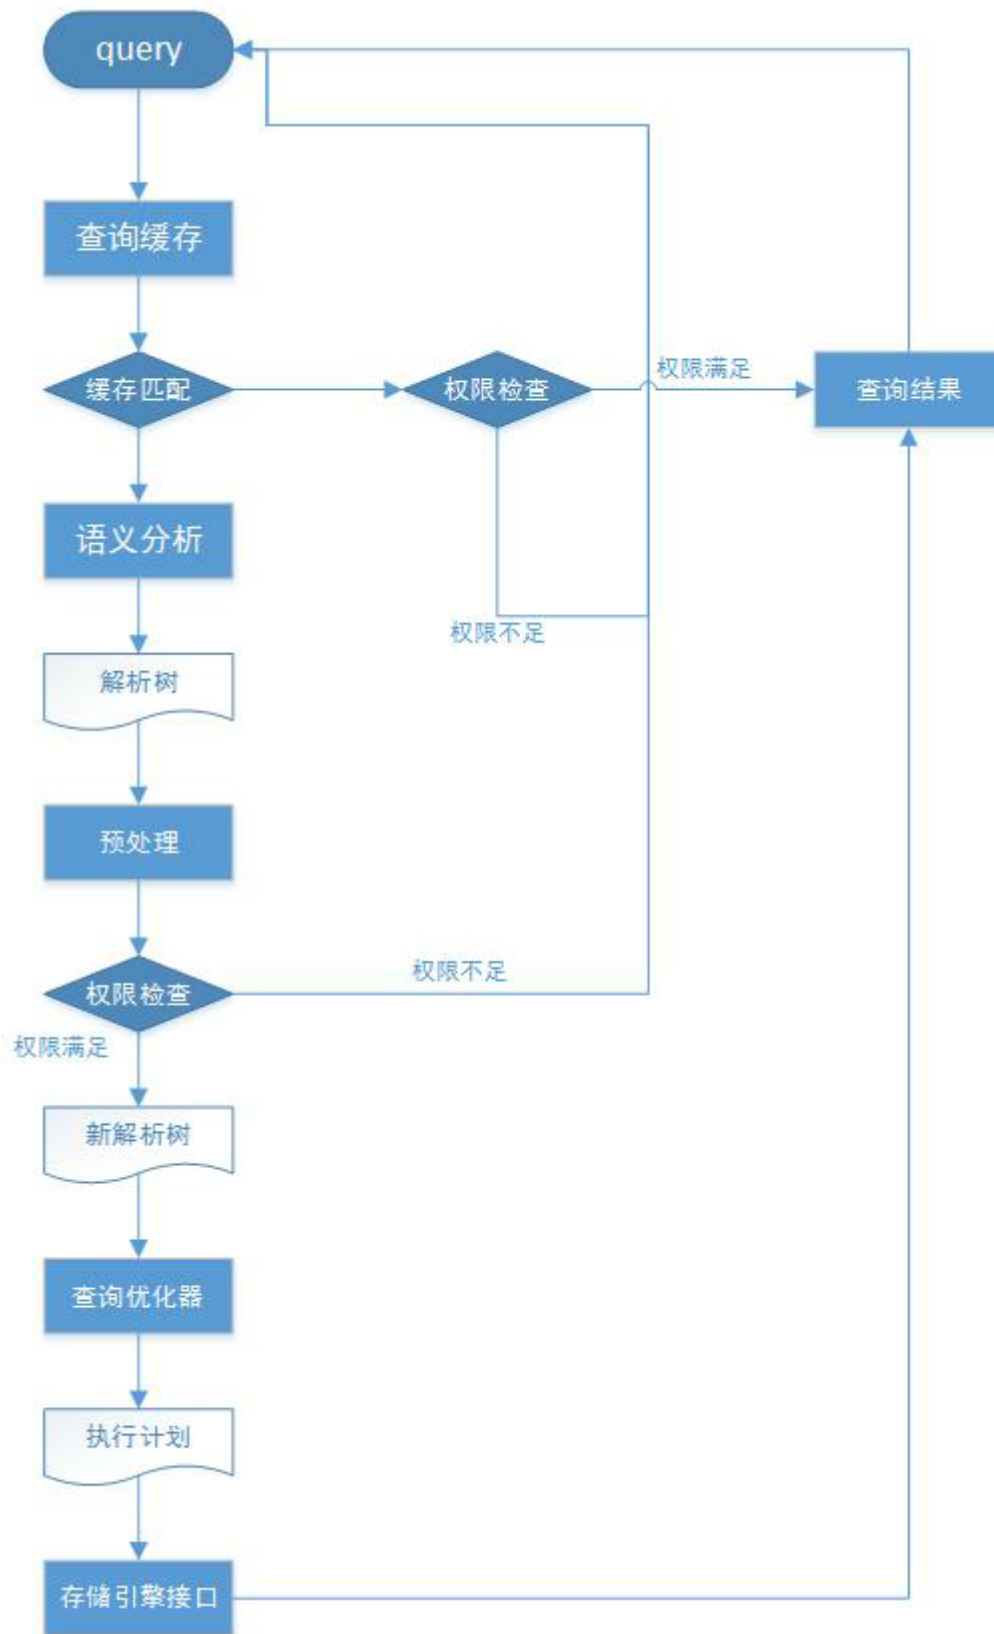 query
查询缓存
缓存匹配
权限检查
权限满足
查询结果
语义分析
权限不足
解析树
预处理
权限不足
权限检查
权限满足
新解析树
查询优化器
执行计划
存储引擎接口